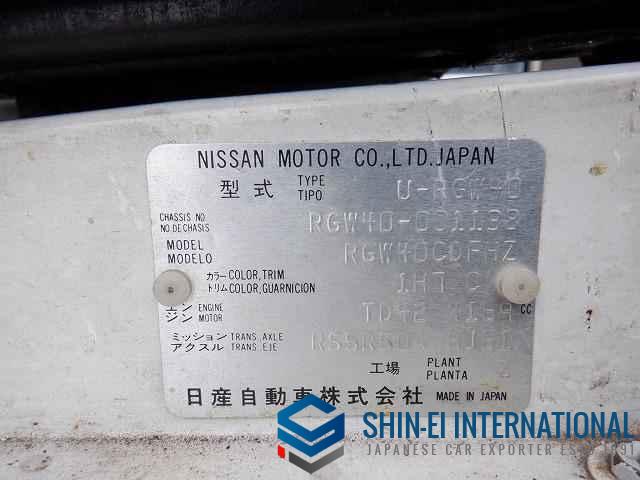 NISSAN MOTOR CO.,LTD.JAPAN
型式 TYPE TIPO
CHASSIS NO. NO.DE CHASIS
MODEL MODELO RGW40CDFHZ
カラー COLOR, TRIM
トリム COLOR, GUARNICION
エンジン ENGINE MOTOR TD42 cc
ミッション TRANS. AXLE
アクスル TRANS. EJE
工場 PLANT PLANTA
日産自動車株式会社 MADE IN JAPAN
SHIN-EI INTERNATIONAL
JAPANESE CAR EXPORTER ESTD 1991